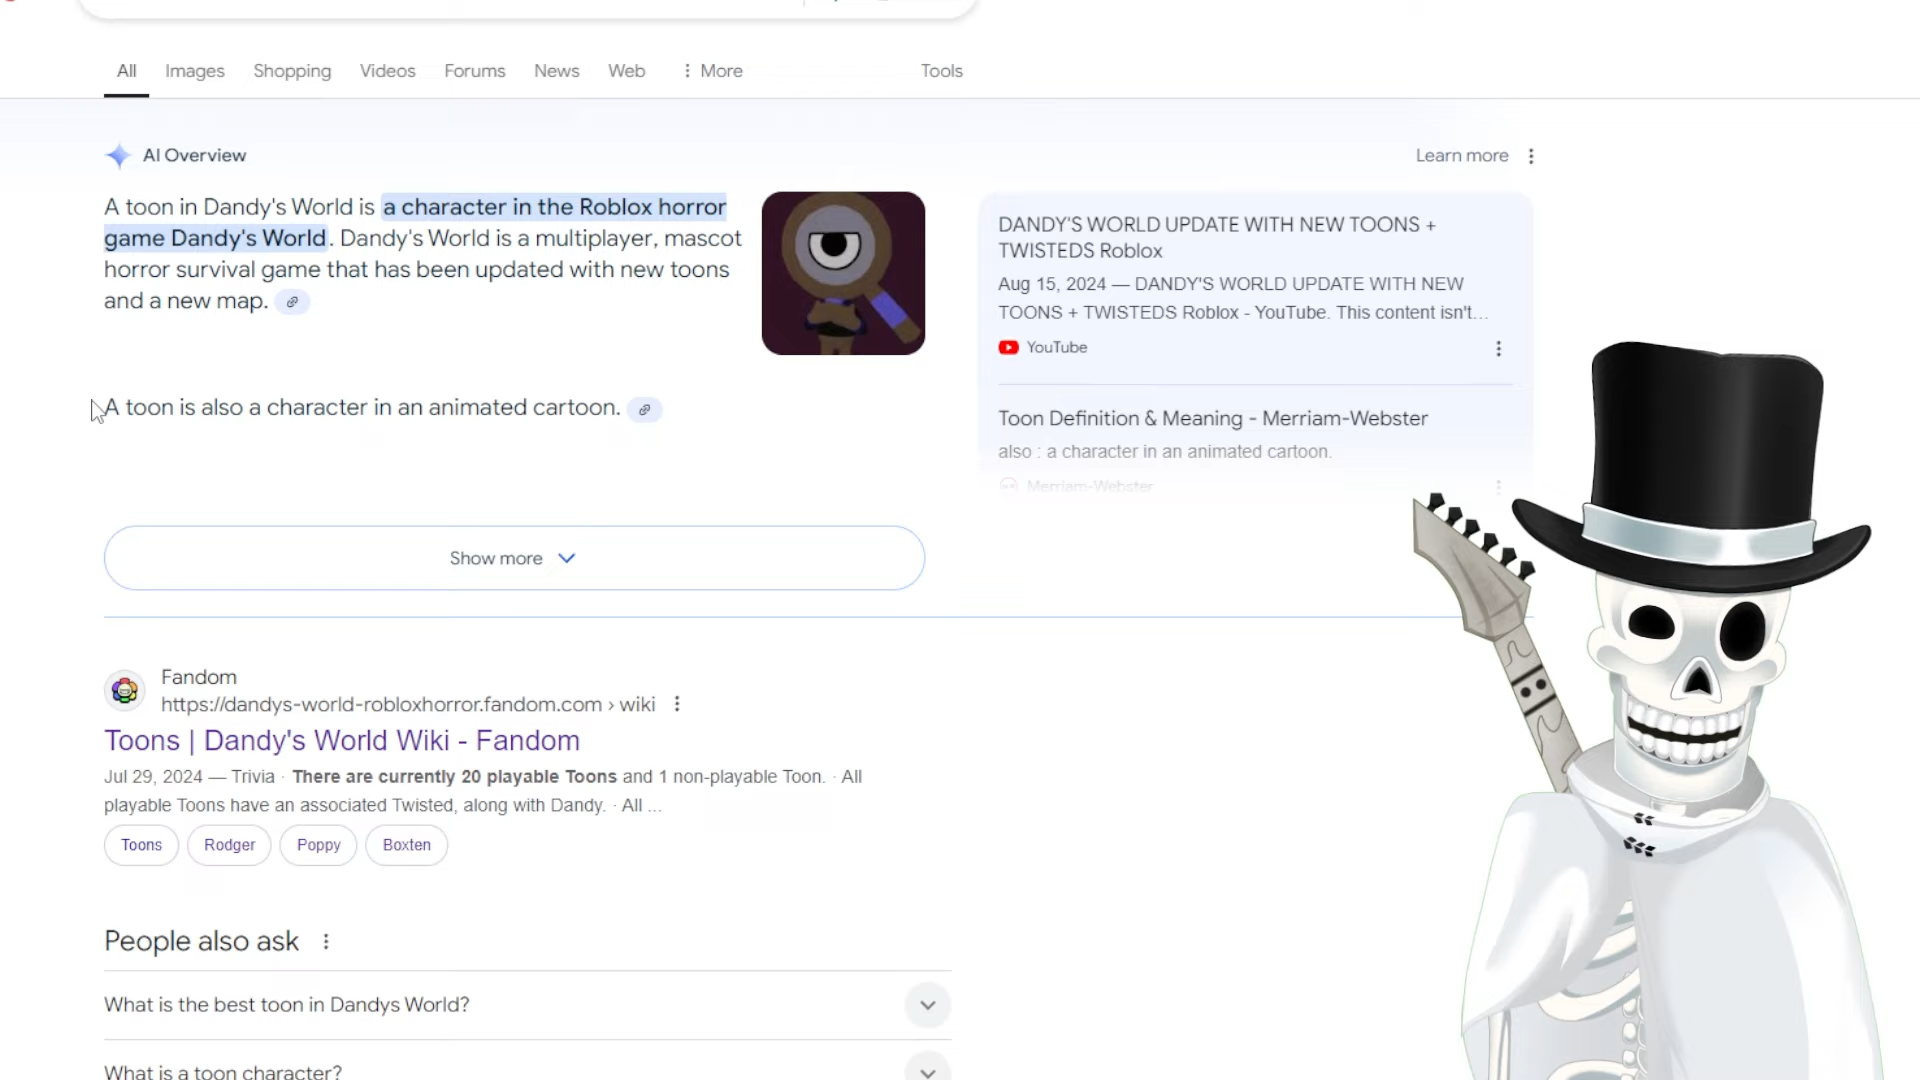 All
Images
Shopping
Videos
Forums
News
Web
More
Tools
AI Overview
Learn more
A toon in Dandy's World is a character in the Roblox horror
game Dandy's World. Dandy's World is a multiplayer, mascot
horror survival game that has been updated with new toons
and a new map.
A toon is also a character in an animated cartoon.
DANDY'S WORLD UPDATE WITH NEW TOONS +
TWISTEDS Roblox
Aug 15, 2024 — DANDY'S WORLD UPDATE WITH NEW
TOONS + TWISTEDS Roblox - YouTube. This content isn't...
YouTube
Toon Definition & Meaning - Merriam-Webster
also : a character in an animated cartoon.
Merriam-Webster
Show more
Fandom
https://dandys-world-robloxhorror.fandom.com › wiki
Toons | Dandy's World Wiki - Fandom
Jul 29, 2024 — Trivia · There are currently 20 playable Toons and 1 non-playable Toon. · All
playable Toons have an associated Twisted, along with Dandy. · All ...
Toons
Rodger
Poppy
Boxten
People also ask
What is the best toon in Dandys World?
What is a toon character?